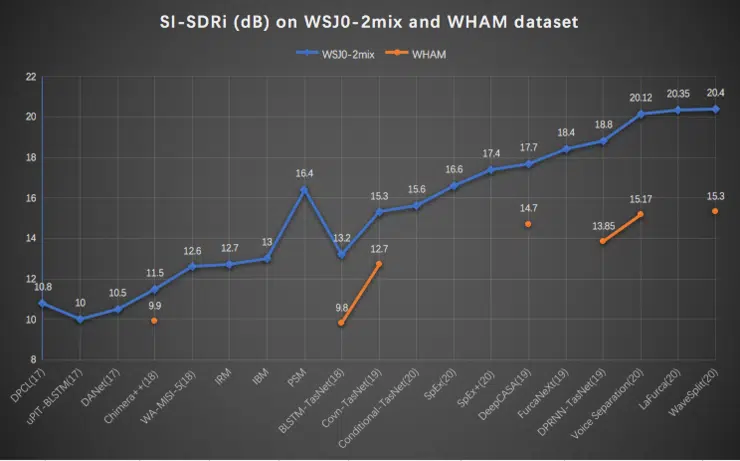 SI-SDRi (dB) on WSJ0-2mix and WHAM dataset
WSJ0-2mix WHAM
22
20
18
16
14
12
10
8
10.8
10
10.5
11.5
12.6
12.7
13
16.4
13.2
15.3
15.6
16.6
17.4
17.7
18.4
18.8
20.12
20.35
20.4
9.9
9.8
12.7
14.7
13.85
15.17
15.3
DPCL(17)
uPIT-BLSTM(17)
DANet(17)
Chimera++(18)
WA-MISI-5(18)
IRM
IBM
PSM
BLSTM-TasNet(18)
Covn-TasNet(19)
Conditional-TasNet(20)
SpEx(20)
SpEx+(20)
DeepCASA(19)
FurcaNeXt(19)
DPRNN-TasNet(19)
Voice Separation(20)
LaFurca(20)
WaveSplit(20)